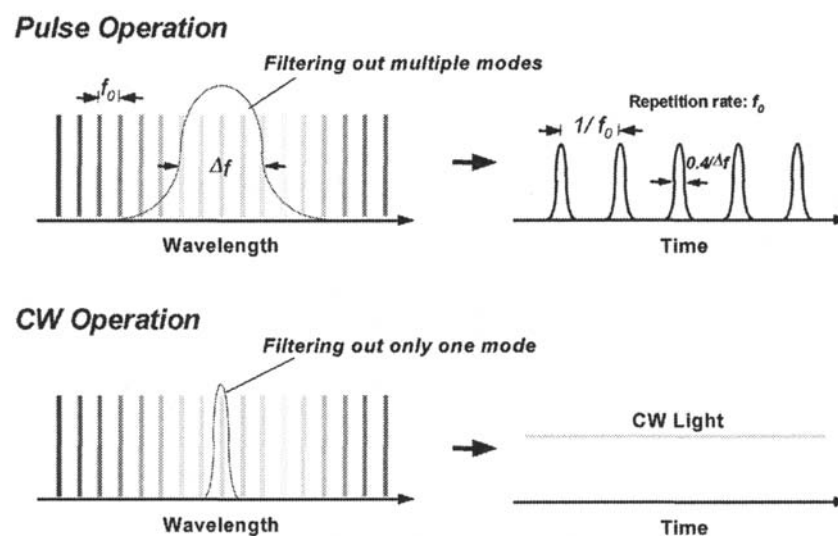 Pulse Operation
Filtering out multiple modes
f₀
Δf
Wavelength
Repetition rate: f₀
1/f₀
0.4/Δf
Time
CW Operation
Filtering out only one mode
Wavelength
CW Light
Time